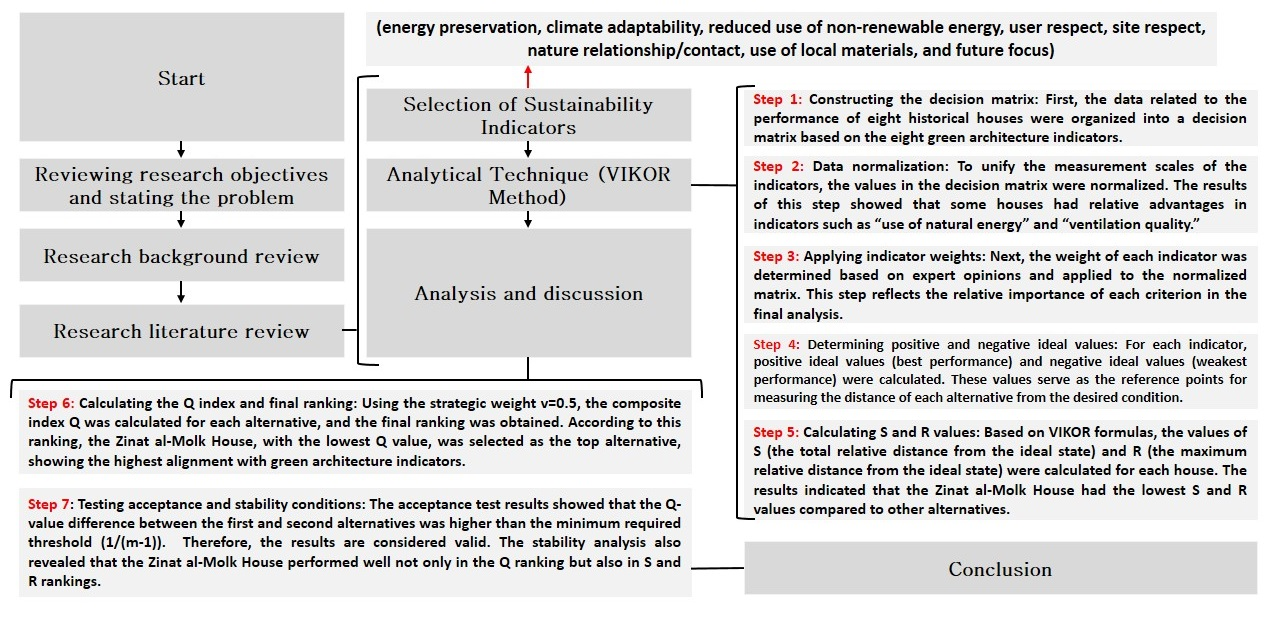 Start
Reviewing research objectives
and stating the problem
Research background review
Research literature review
(energy preservation, climate adaptability, reduced use of non-renewable energy, user respect, site respect,
nature relationship/contact, use of local materials, and future focus)
Selection of Sustainability
Indicators
Analytical Technique (VIKOR
Method)
Analysis and discussion
Step 1: Constructing the decision matrix: First, the data related to the
performance of eight historical houses were organized into a decision
matrix based on the eight green architecture indicators.
Step 2: Data normalization: To unify the measurement scales of the
indicators, the values in the decision matrix were normalized. The results
of this step showed that some houses had relative advantages in
indicators such as “use of natural energy” and “ventilation quality.”
Step 3: Applying indicator weights: Next, the weight of each indicator was
determined based on expert opinions and applied to the normalized
matrix. This step reflects the relative importance of each criterion in the
final analysis.
Step 4: Determining positive and negative ideal values: For each indicator,
positive ideal values (best performance) and negative ideal values (weakest
performance) were calculated. These values serve as the reference points for
measuring the distance of each alternative from the desired condition.
Step 5: Calculating S and R values: Based on VIKOR formulas, the values of
S (the total relative distance from the ideal state) and R (the maximum
relative distance from the ideal state) were calculated for each house. The
results indicated that the Zinat al-Molk House had the lowest S and R
values compared to other alternatives.
Step 6: Calculating the Q index and final ranking: Using the strategic weight v=0.5, the composite
index Q was calculated for each alternative, and the final ranking was obtained. According to this
ranking, the Zinat al-Molk House, with the lowest Q value, was selected as the top alternative,
showing the highest alignment with green architecture indicators.
Step 7: Testing acceptance and stability conditions: The acceptance test results showed that the Q-
value difference between the first and second alternatives was higher than the minimum required
threshold (1/(m-1)). Therefore, the results are considered valid. The stability analysis also
revealed that the Zinat al-Molk House performed well not only in the Q ranking but also in S and
R rankings.
Conclusion